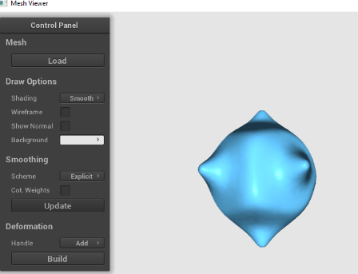 Mesh Viewer
Control Panel
Mesh
Load
Draw Options
Shading Smooth
Wireframe
Show Normal
Background
Smoothing
Scheme Explicit
Cot. Weights
Update
Deformation
Handle Add
Build